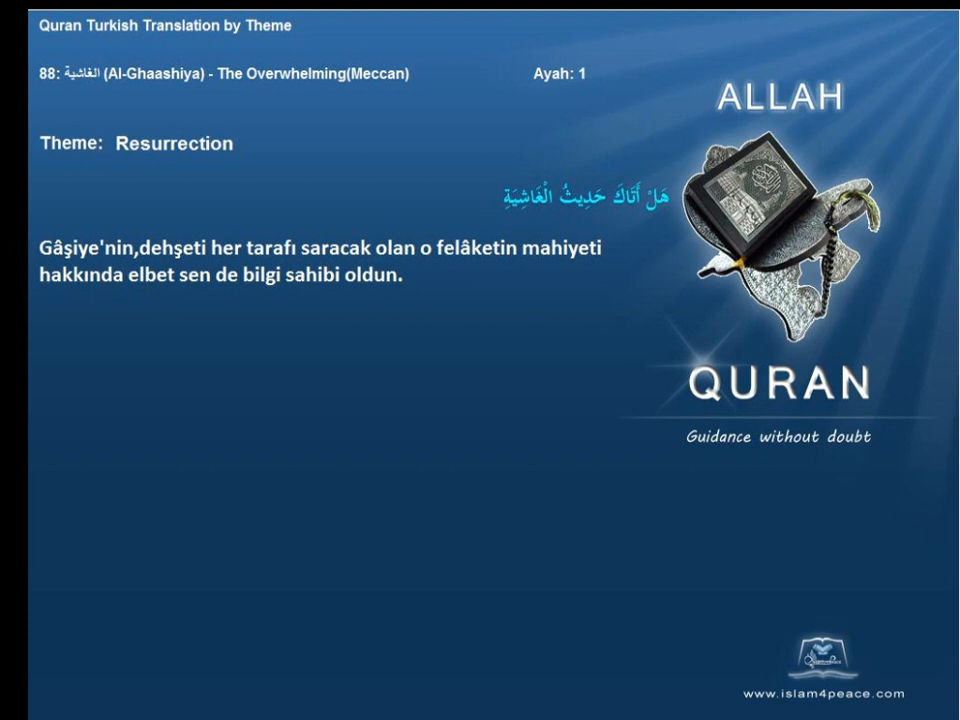 Quran Turkish Translation by Theme
88: الغاشية (Al-Ghaashiya) - The Overwhelming(Meccan) Ayah: 1
ALLAH
Theme: Resurrection
هَلْ أَتَاكَ حَدِيثُ الْغَاشِيَةِ
Gâşiye'nin,dehşeti her tarafı saracak olan o felâketin mahiyeti
hakkında elbet sen de bilgi sahibi oldun.
QURAN
Guidance without doubt
www.islam4peace.com